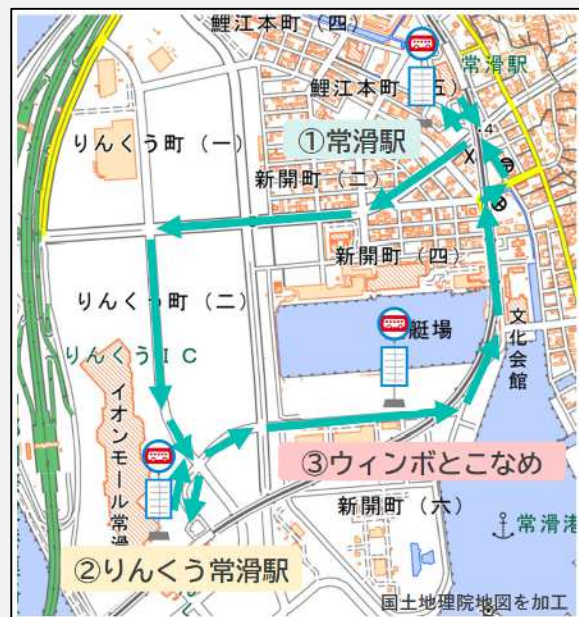 鯉江本町(四)
常滑駅
鯉江本町(五)
4
りんくう町(一)
①常滑駅
新開町(二)
新開町(四)
りんくう町(二)
艇場
文化会館
りんくうIC
イオンモール常滑
③ウィンボとこなめ
新開町(六)
常滑港
②りんくう常滑駅
国土地理院地図を加工